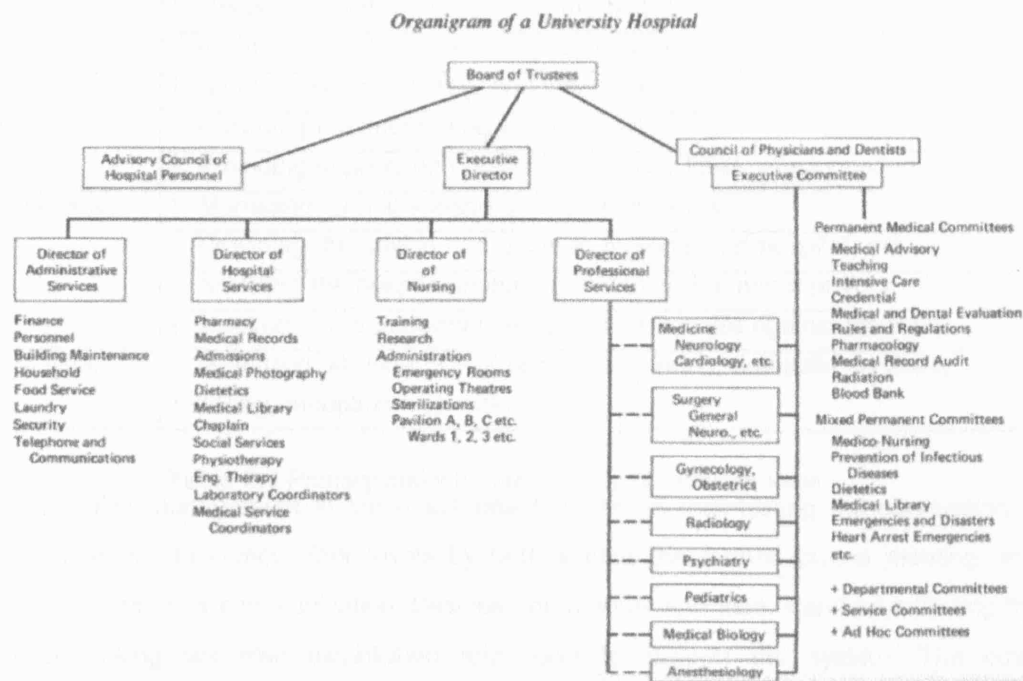 Organigram of a University Hospital
Board of Trustees
Advisory Council of
Hospital Personnel
Executive
Director
Council of Physicians and Dentists
Executive Committee
Director of
Administrative
Services
Director of
Hospital
Services
Director of
of
Nursing
Director of
Professional
Services
Finance
Personnel
Building Maintenance
Household
Food Service
Laundry
Security
Telephone and
Communications
Pharmacy
Medical Records
Admissions
Medical Photography
Dietetics
Medical Library
Chaplain
Social Services
Physiotherapy
Eng. Therapy
Laboratory Coordinators
Medical Service
Coordinators
Training
Research
Administration
Emergency Rooms
Operating Theatres
Sterilizations
Pavilion A, B, C etc.
Wards 1, 2, 3 etc.
Medicine
Neurology
Cardiology, etc.
Surgery
General
Neuro., etc.
Gynecology,
Obstetrics
Radiology
Psychiatry
Pediatrics
Medical Biology
Anesthesiology
Permanent Medical Committees
Medical Advisory
Teaching
Intensive Care
Credential
Medical and Dental Evaluation
Rules and Regulations
Pharmacology
Medical Record Audit
Radiation
Blood Bank
Mixed Permanent Committees
Medico-Nursing
Prevention of Infectious
Diseases
Dietetics
Medical Library
Emergencies and Disasters
Heart Arrest Emergencies
etc.
+ Departmental Committees
+ Service Committees
+ Ad Hoc Committees